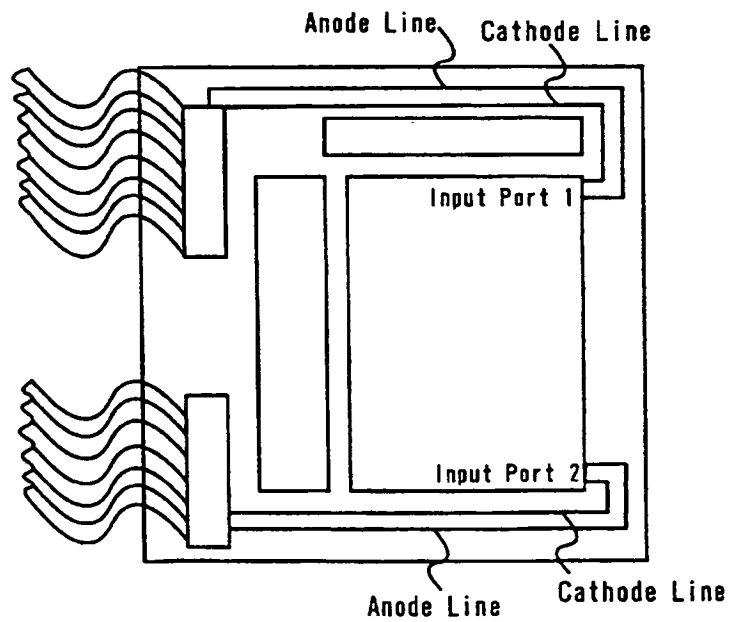 Anode Line
Cathode Line
Input Port 1
Input Port 2
Cathode Line
Anode Line